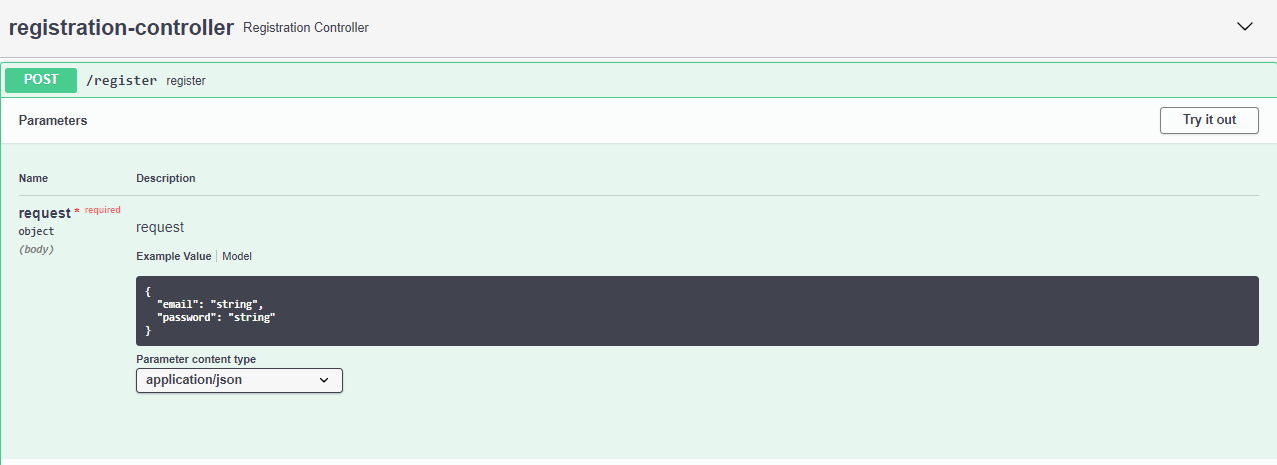 registration-controller Registration Controller
POST /register register
Parameters Try it out
Name Description
request * required
object
(body)
request
Example Value Model
{
"email": "string",
"password": "string"
}
Parameter content type
application/json